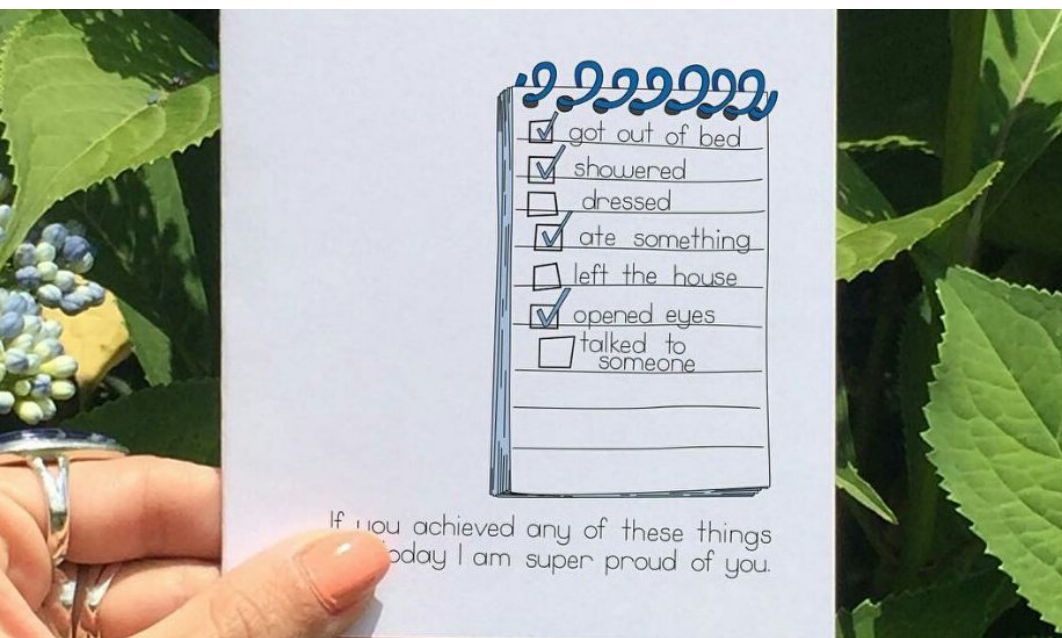 got out of bed
showered
dressed
ate something
left the house
opened eyes
talked to
someone
If you achieved any of these things
today I am super proud of you.